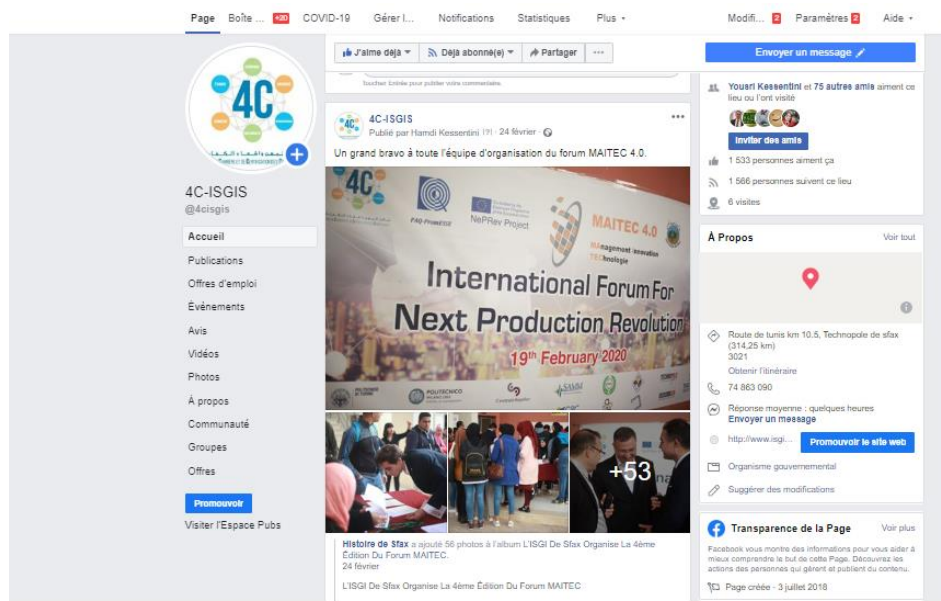 Page Boîte ... +20 COVID-19 Gérer l... Notifications Statistiques Plus Modifi... 2 Paramètres 2 Aide
J'aime déjà Déjà abonné(e) Partager ...
Envoyer un message
Toucher Entrée pour publier votre commentaire.
4C
4C-ISGIS
@4cisgis
Accueil
Publications
Offres d'emploi
Événements
Avis
Vidéos
Photos
À propos
Communauté
Groupes
Offres
Promouvoir
Visiter l'Espace Pubs
4C-ISGIS
Publié par Hamdi Kessentini [?] · 24 février ·
Un grand bravo à toute l'équipe d'organisation du forum MAITEC 4.0.
4C
PAQ-PromESSE
NePRev Project
MAITEC 4.0
MAnagement Innovation
TEChnologie
International Forum For
Next Production Revolution
19th February 2020
POLITECNICO
+53
Histoire de Sfax a ajouté 56 photos à l'album L'ISGI De Sfax Organise La 4ème
Édition Du Forum MAITEC.
24 février
L'ISGI De Sfax Organise La 4ème Édition Du Forum MAITEC
Yousri Kessentini et 75 autres amis aiment ce
lieu ou l'ont visité
Inviter des amis
1 533 personnes aiment ça
1 566 personnes suivent ce lieu
6 visites
À Propos Voir tout
Route de tunis km 10.5, Technopole de sfax
(314,25 km)
3021
Obtenir l'itinéraire
74 863 090
Réponse moyenne : quelques heures
Envoyer un message
http://www.isgi... Promouvoir le site web
Organisme gouvernemental
Suggérer des modifications
Transparence de la Page Voir plus
Facebook vous montre des informations pour vous aider à
mieux comprendre le but de cette Page. Découvrez les
actions des personnes qui gèrent et publient du contenu.
Page créée - 3 juillet 2018